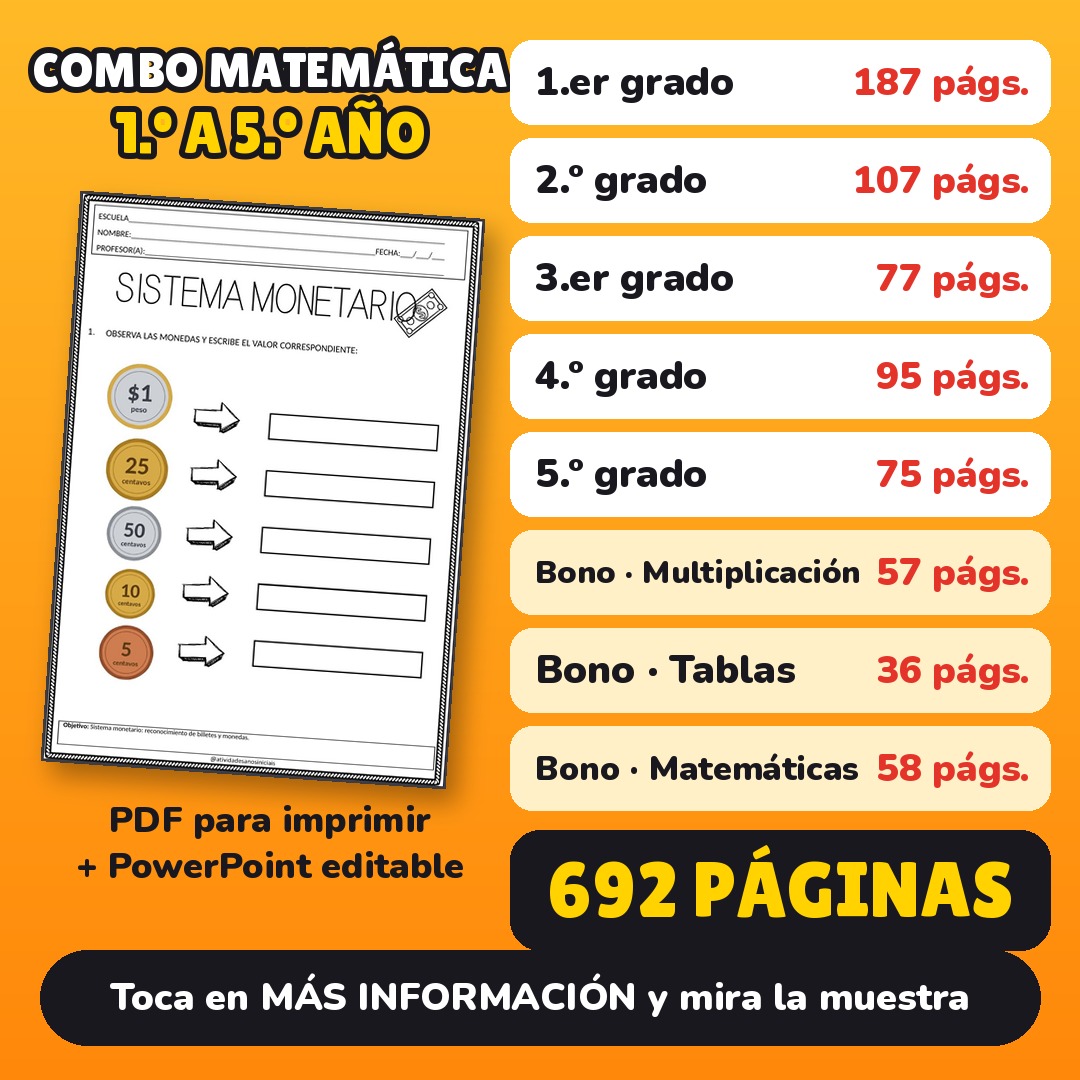 COMBO MATEMÁTICA
1.º A 5.º AÑO
ESCUELA
NOMBRE:
PROFESOR(A): FECHA:__/__/__
SISTEMA MONETARIO
1. OBSERVA LAS MONEDAS Y ESCRIBE EL VALOR CORRESPONDIENTE:
$1
peso
25
centavos
50
centavos
10
centavos
5
centavos
Objetivo: Sistema monetario; reconocimiento de billetes y monedas.
@atividadesanosiniciais
PDF para imprimir
+ PowerPoint editable
1.er grado 187 págs.
2.º grado 107 págs.
3.er grado 77 págs.
4.º grado 95 págs.
5.º grado 75 págs.
Bono · Multiplicación 57 págs.
Bono · Tablas 36 págs.
Bono · Matemáticas 58 págs.
692 PÁGINAS
Toca en MÁS INFORMACIÓN y mira la muestra